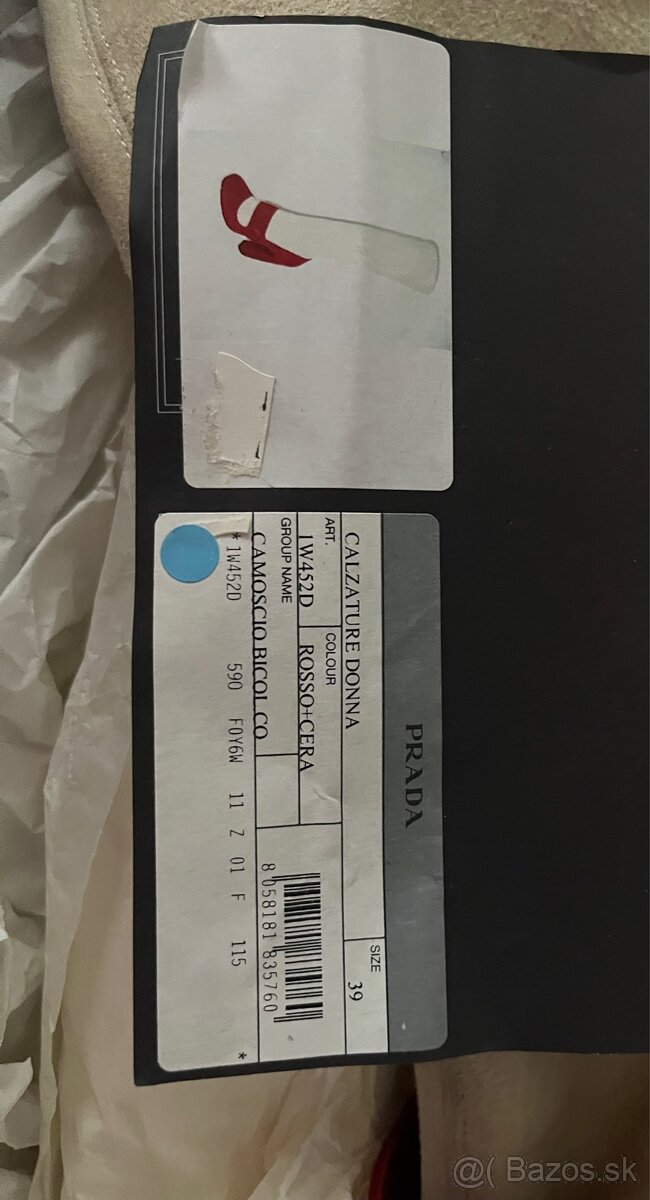 PRADA
CALZATURE DONNA
SIZE
39
ART.
COLOUR
1W452D
ROSSO+CERA
GROUP NAME
CAMOSCIO BICOL.CO
8 058181 835760
*1W452D 590 F0Y6W 11 Z 01 F 115 *
@( Bazos.sk